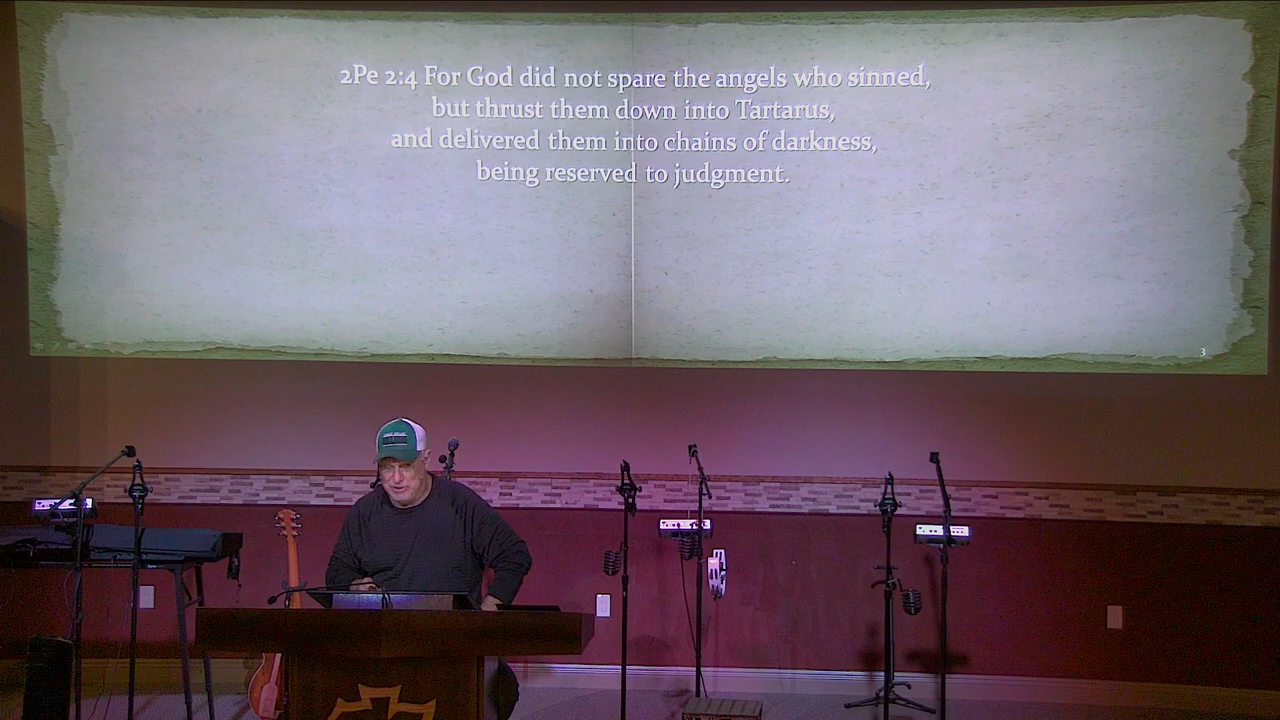 2Pe 2:4 For God did not spare the angels who sinned,
but thrust them down into Tartarus,
and delivered them into chains of darkness,
being reserved to judgment.
3